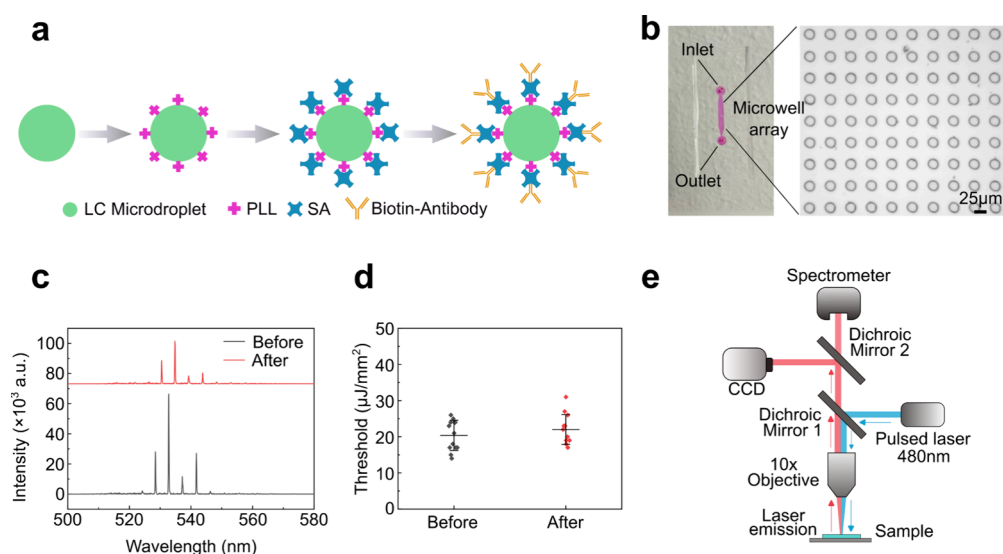 a
LC Microdroplet
PLL
SA
Biotin-Antibody
b
Inlet
Microwell
array
Outlet
25μm
c
Intensity (×10³ a.u.)
100
80
60
40
20
0
Before
After
500
520
540
560
580
Wavelength (nm)
d
Threshold (μJ/mm²)
50
40
30
20
10
0
Before
After
e
Spectrometer
Dichroic
Mirror 2
CCD
Dichroic
Mirror 1
Pulsed laser
480nm
10x
Objective
Laser
emission
Sample